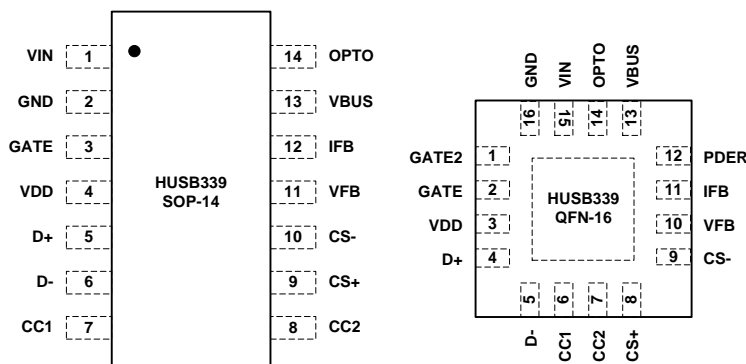 VIN 1 14 OPTO
GND 2 13 VBUS
GATE 3 12 IFB
VDD 4 11 VFB
HUSB339
SOP-14
D+ 5 10 CS-
D- 6 9 CS+
CC1 7 8 CC2
GND VIN OPTO VBUS
16 15 14 13
GATE2 1 12 PDER
GATE 2 11 IFB
VDD 3 10 VFB
D+ 4 9 CS-
HUSB339
QFN-16
5 6 7 8
D- CC1 CC2 CS+